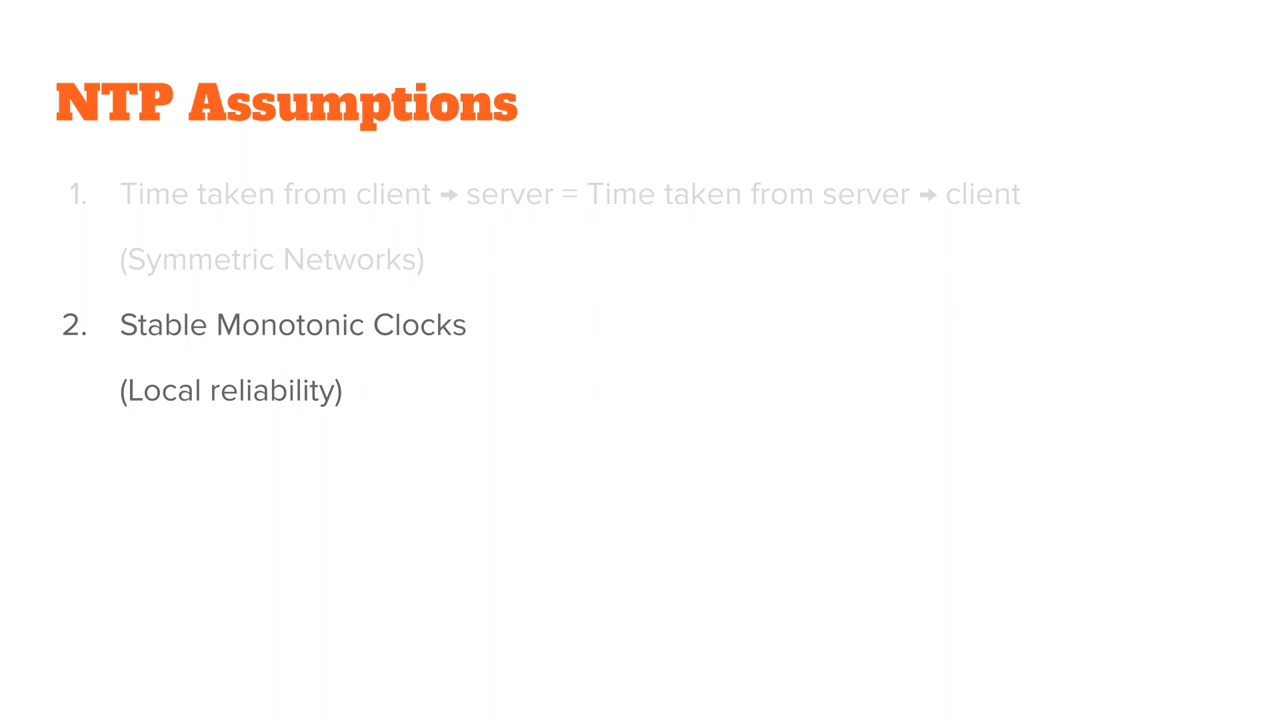 NTP Assumptions
1. Time taken from client → server = Time taken from server → client
(Symmetric Networks)
2. Stable Monotonic Clocks
(Local reliability)